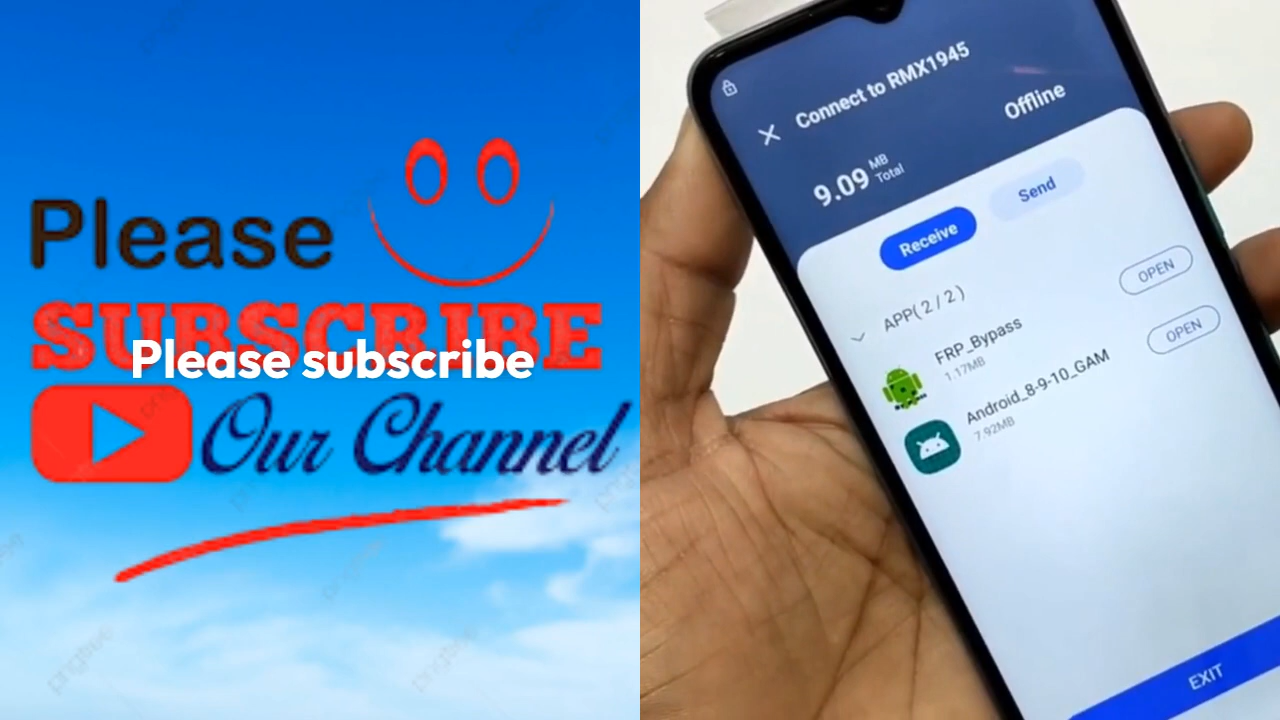 Please
SUBSCRIBE
Please subscribe
Our Channel
Connect to RMX1945
Offline
9.09 MB Total
Receive
Send
APP( 2 / 2 )
FRP_Bypass
OPEN
1.17MB
Android_8-9-10_GAM
OPEN
7.92MB
EXIT